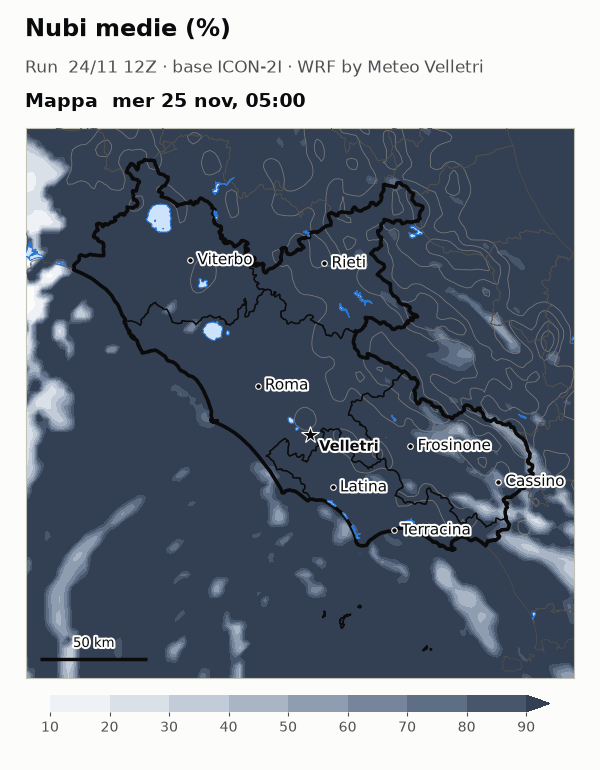 Nubi medie (%)
Run  24/11 12Z · base ICON-2I · WRF by Meteo Velletri
Mappa  mer 25 nov, 05:00
Viterbo
Rieti
Roma
Velletri
Frosinone
Cassino
Latina
Terracina
50 km
10 20 30 40 50 60 70 80 90